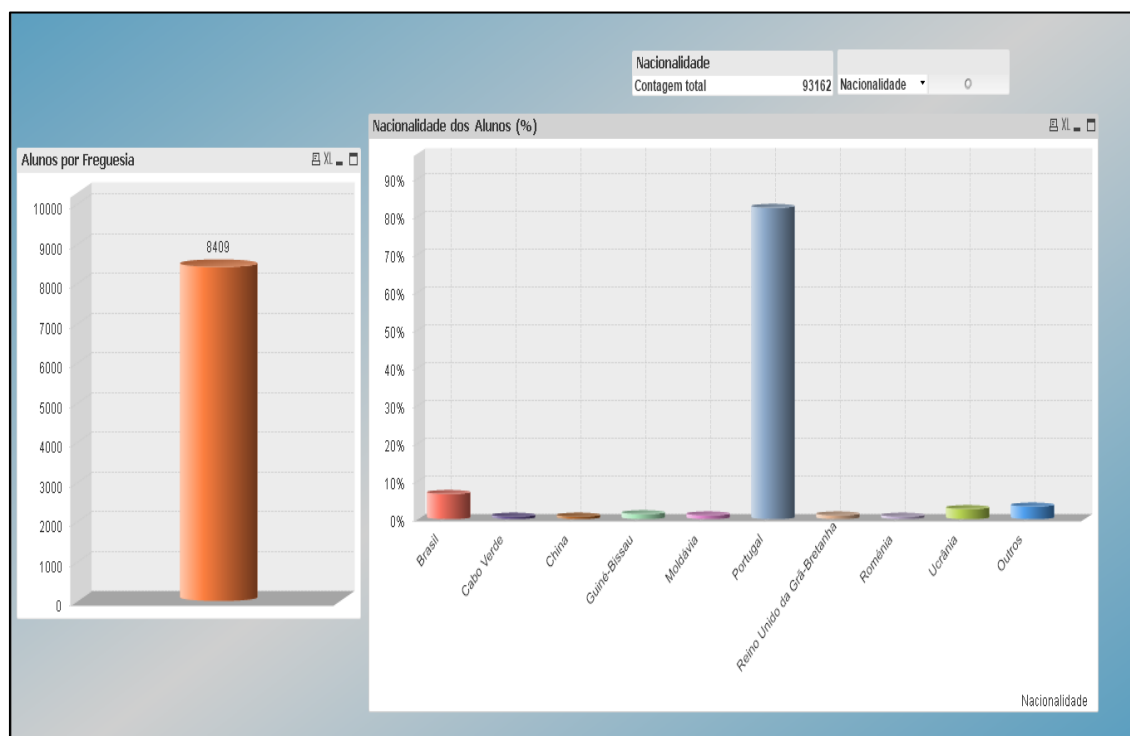 Nacionalidade
Contagem total 93162
Nacionalidade
Nacionalidade dos Alunos (%)
XL
90%
80%
70%
60%
50%
40%
30%
20%
10%
0%
Brasil
Cabo Verde
China
Guiné-Bissau
Moldávia
Portugal
Reino Unido da Grã-Bretanha
Roménia
Ucrânia
Outros
Nacionalidade
Alunos por Freguesia
XL
10000
9000
8000
7000
6000
5000
4000
3000
2000
1000
0
8409